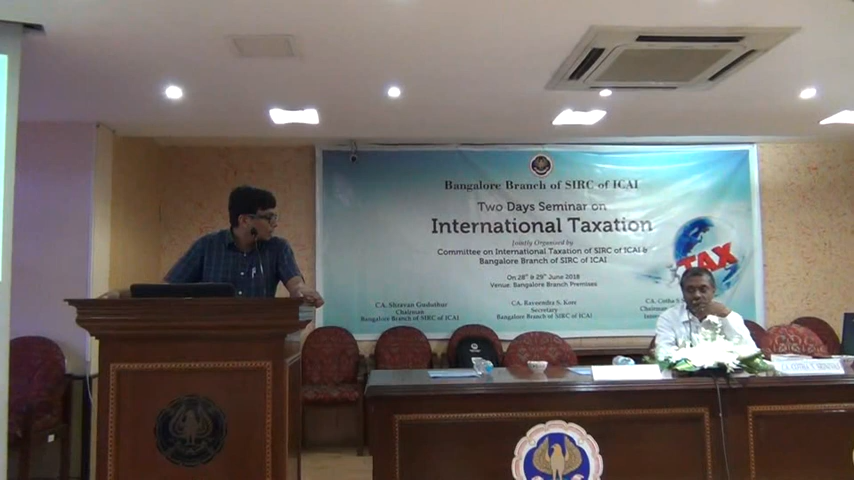 Bangalore Branch of SIRC of ICAI
Two Days Seminar on
International Taxation
Jointly Organised by
Committee on International Taxation of SIRC of ICAI &
Bangalore Branch of SIRC of ICAI
On 28th & 29th June 2018
Venue: Bangalore Branch Premises
TAX
CA. Shravan Guduthur
Chairman
Bangalore Branch of SIRC of ICAI
CA. Raveendra S. Kore
Secretary
Bangalore Branch of SIRC of ICAI
CA. Cotha S